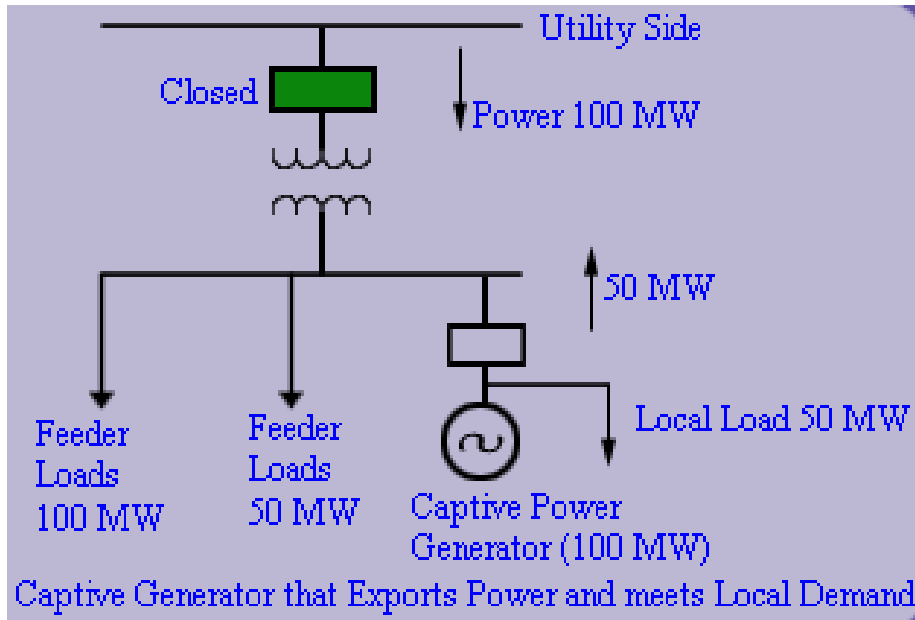 Utility Side
Closed
Power 100 MW
50 MW
Feeder
Loads
100 MW
Feeder
Loads
50 MW
Local Load 50 MW
Captive Power
Generator (100 MW)
Captive Generator that Exports Power and meets Local Demand